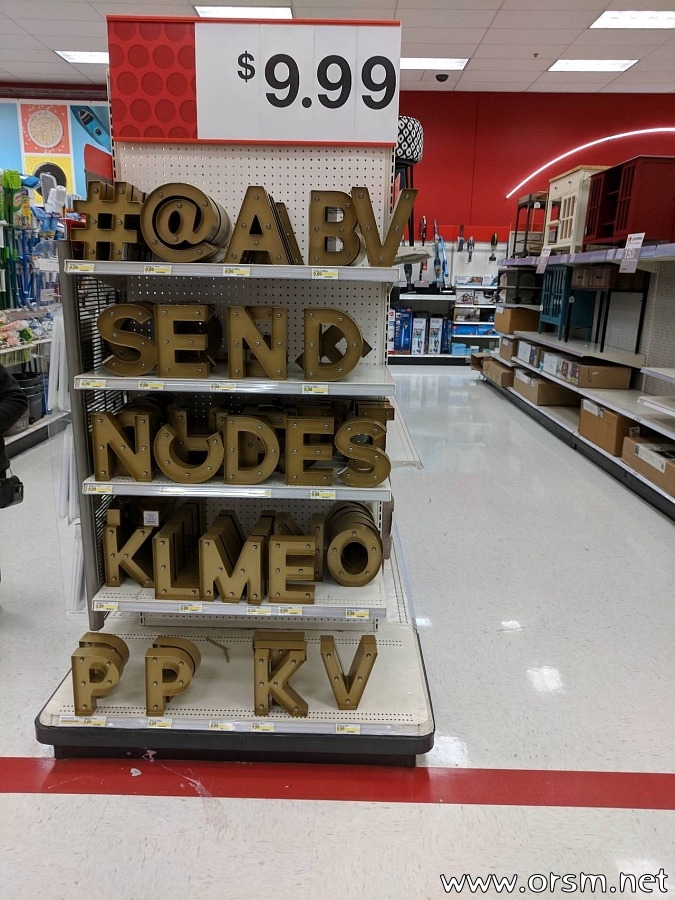 $9.99
#@ABV
SEND
NUDES
KLMEO
PPKV
www.orsm.net